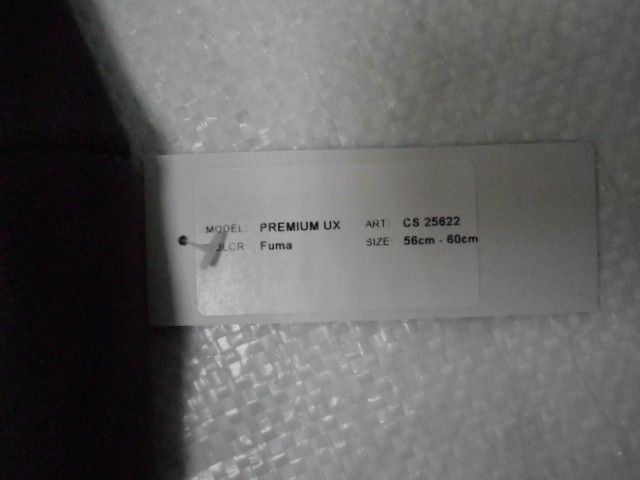 MODEL: PREMIUM UX ART: CS 25622
Fuma SIZE: 56cm - 60cm